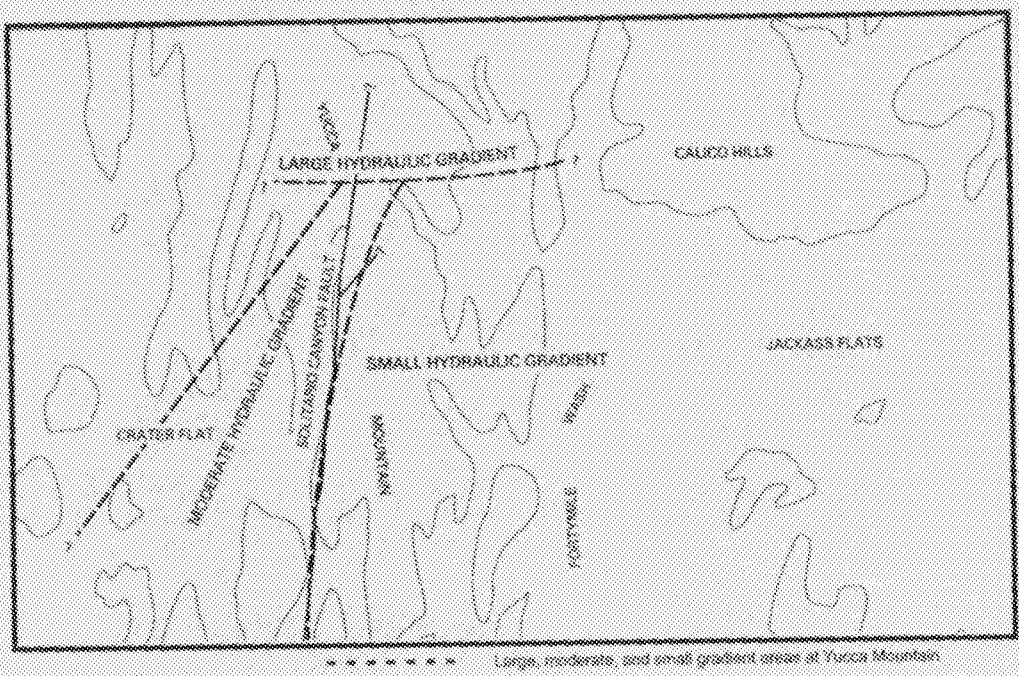 YUCCA
LARGE HYDRAULIC GRADIENT
?
?
?
CALICO HILLS
MODERATE HYDRAULIC GRADIENT
SOLITARIO CANYON FAULT
SMALL HYDRAULIC GRADIENT
JACKASS FLATS
CRATER FLAT
MOUNTAIN
WASH
FORTYMILE
?
Large, moderate, and small gradient areas at Yucca Mountain